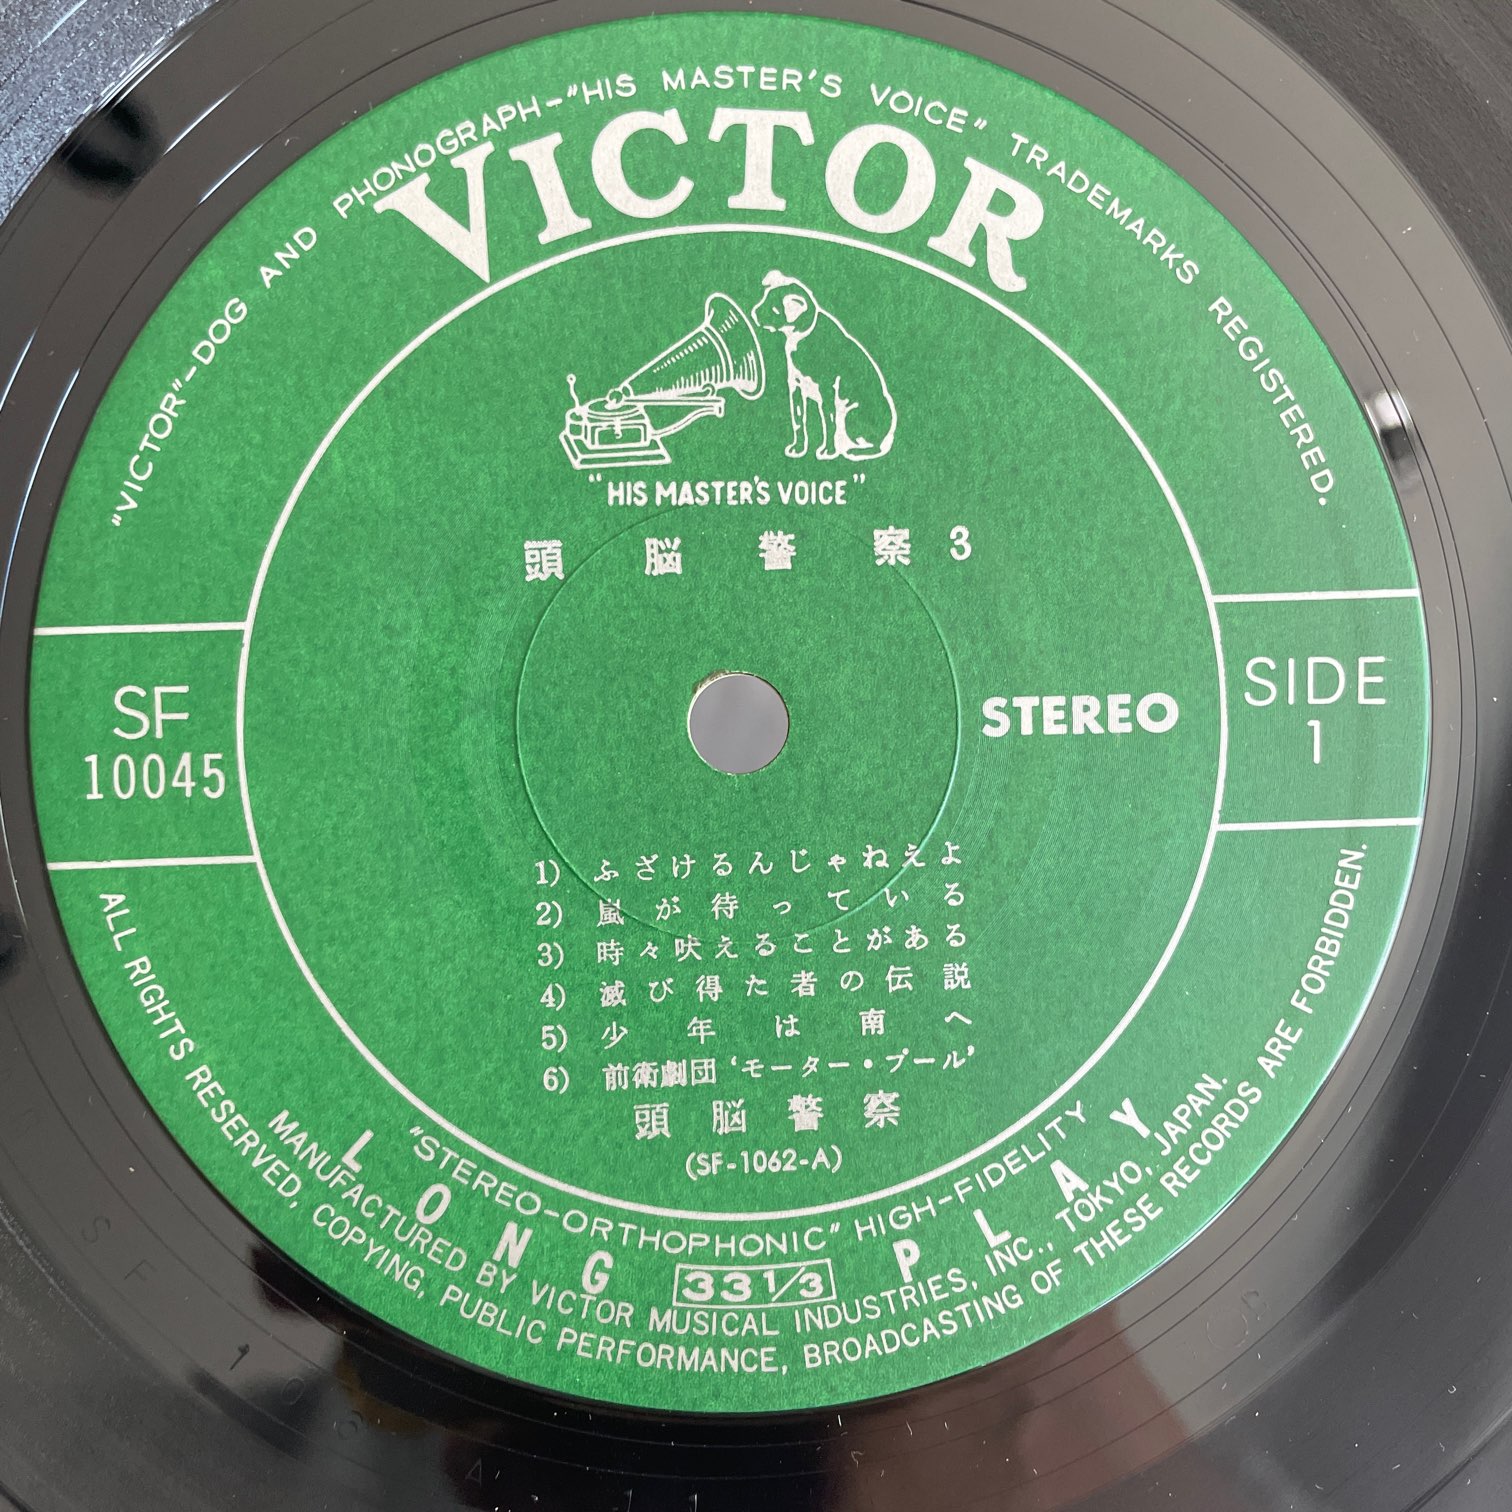 "VICTOR"-DOG AND PHONOGRAPH-"HIS MASTER'S VOICE" TRADEMARKS REGISTERED.
VICTOR
"HIS MASTER'S VOICE"
頭脳警察3
SF
10045
STEREO
SIDE
1
1) ふざけるんじゃねえよ
2) 嵐が待っている
3) 時々吠えることがある
4) 滅び得た者の伝説
5) 少年は南へ
6) 前衛劇団‘モーター・プール’
頭脳警察
(SF-1062-A)
"STEREO-ORTHOPHONIC" HIGH-FIDELITY
LONG 33 1/3 PLAY
MANUFACTURED BY VICTOR MUSICAL INDUSTRIES, INC., TOKYO, JAPAN.
ALL RIGHTS RESERVED, COPYING, PUBLIC PERFORMANCE, BROADCASTING OF THESE RECORDS ARE FORBIDDEN.